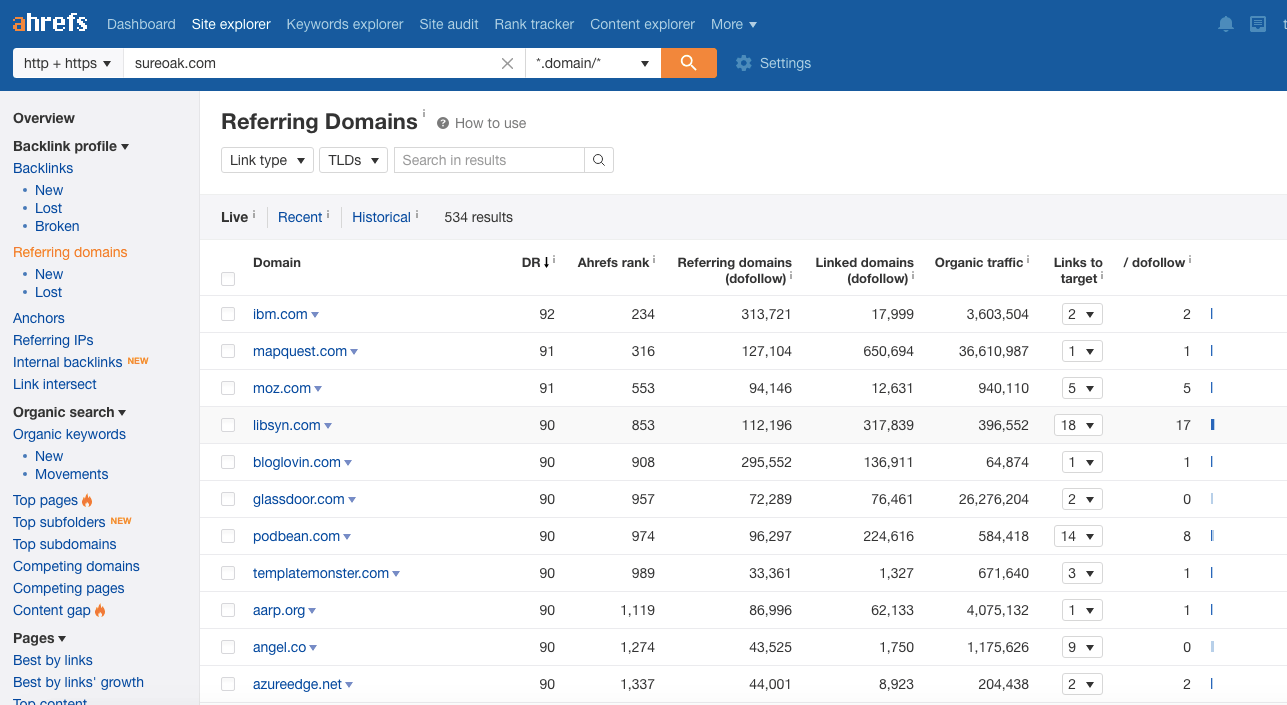 ahrefs Dashboard Site explorer Keywords explorer Site audit Rank tracker Content explorer More
http + https sureoak.com *.domain/* Settings
Overview
Backlink profile
Backlinks
• New
• Lost
• Broken
Referring domains
• New
• Lost
Anchors
Referring IPs
Internal backlinks NEW
Link intersect
Organic search
Organic keywords
• New
• Movements
Top pages
Top subfolders NEW
Top subdomains
Competing domains
Competing pages
Content gap
Pages
Best by links
Best by links' growth
Top content
Referring Domains i ? How to use
Link type TLDs Search in results
Live i Recent i Historical i 534 results
Domain DR i Ahrefs rank i Referring domains (dofollow) i Linked domains (dofollow) i Organic traffic i Links to target i / dofollow i
ibm.com 92 234 313,721 17,999 3,603,504 2 2
mapquest.com 91 316 127,104 650,694 36,610,987 1 1
moz.com 91 553 94,146 12,631 940,110 5 5
libsyn.com 90 853 112,196 317,839 396,552 18 17
bloglovin.com 90 908 295,552 136,911 64,874 1 1
glassdoor.com 90 957 72,289 76,461 26,276,204 2 0
podbean.com 90 974 96,297 224,616 584,418 14 8
templatemonster.com 90 989 33,361 1,327 671,640 3 1
aarp.org 90 1,119 86,996 62,133 4,075,132 1 1
angel.co 90 1,274 43,525 1,750 1,175,626 9 0
azureedge.net 90 1,337 44,001 8,923 204,438 2 2